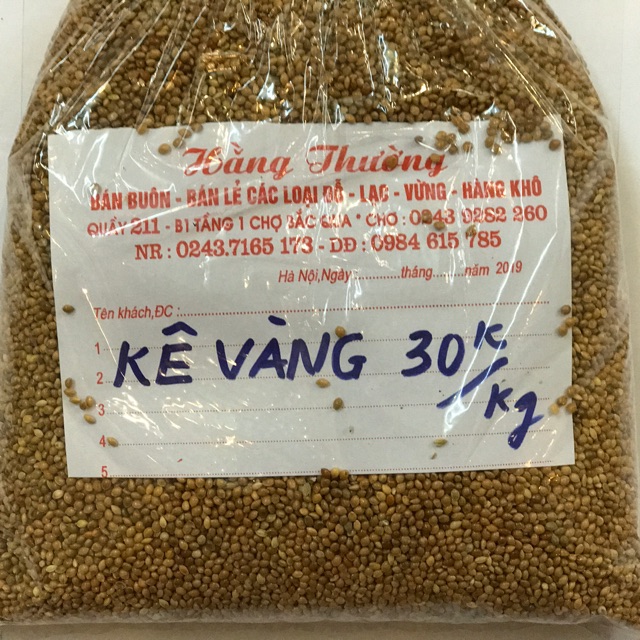 Hằng Thường
BÁN BUÔN - BÁN LẺ CÁC LOẠI ĐỖ - LẠC - VỪNG - HÀNG KHÔ
QUẦY 211 - B1 TẦNG 1 CHỢ BẮC QUA * CHỢ : 0243 9282 260
NR : 0243.7165 173 - DĐ : 0984 615 785
Hà Nội,Ngày ............tháng........năm 2019
Tên khách,ĐC :
1
KÊ VÀNG 30K/kg
2
3
4
5